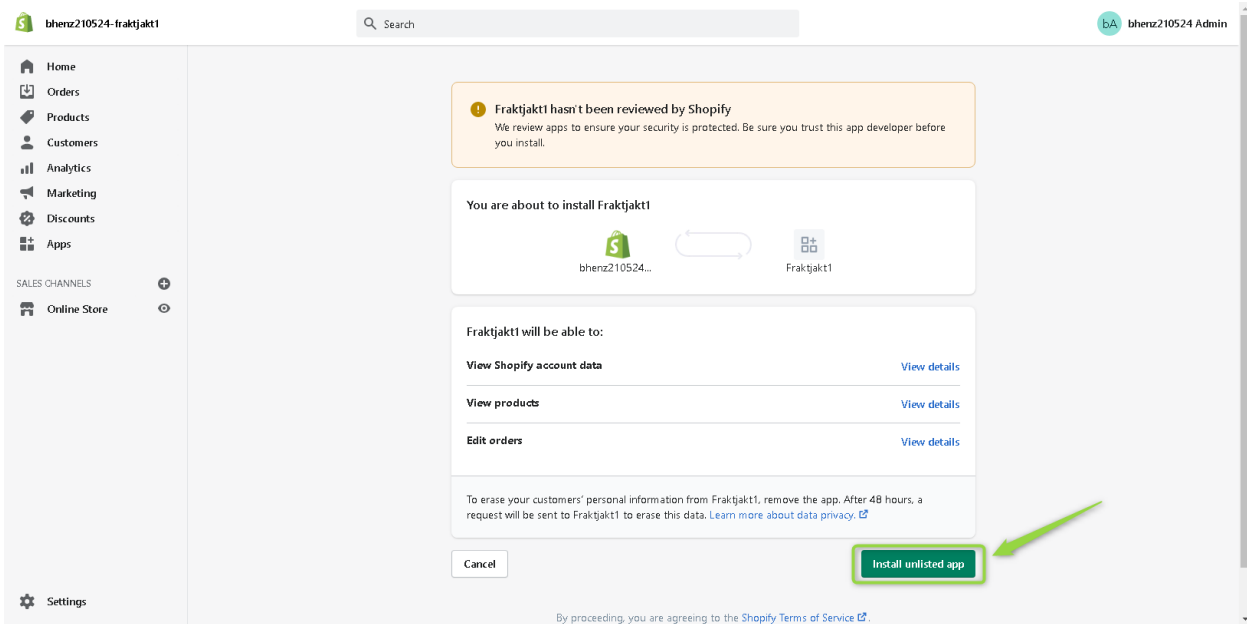 bhenz210524-fraktjakt1
Search
bA
bhenz210524 Admin
Home
Orders
Products
Customers
Analytics
Marketing
Discounts
Apps
SALES CHANNELS
Online Store
Settings
Fraktjakt1 hasn't been reviewed by Shopify
We review apps to ensure your security is protected. Be sure you trust this app developer before
you install.
You are about to install Fraktjakt1
bhenz210524...
Fraktjakt1
Fraktjakt1 will be able to:
View Shopify account data
View details
View products
View details
Edit orders
View details
To erase your customers' personal information from Fraktjakt1, remove the app. After 48 hours, a
request will be sent to Fraktjakt1 to erase this data. Learn more about data privacy.
Cancel
Install unlisted app
By proceeding, you are agreeing to the Shopify Terms of Service.